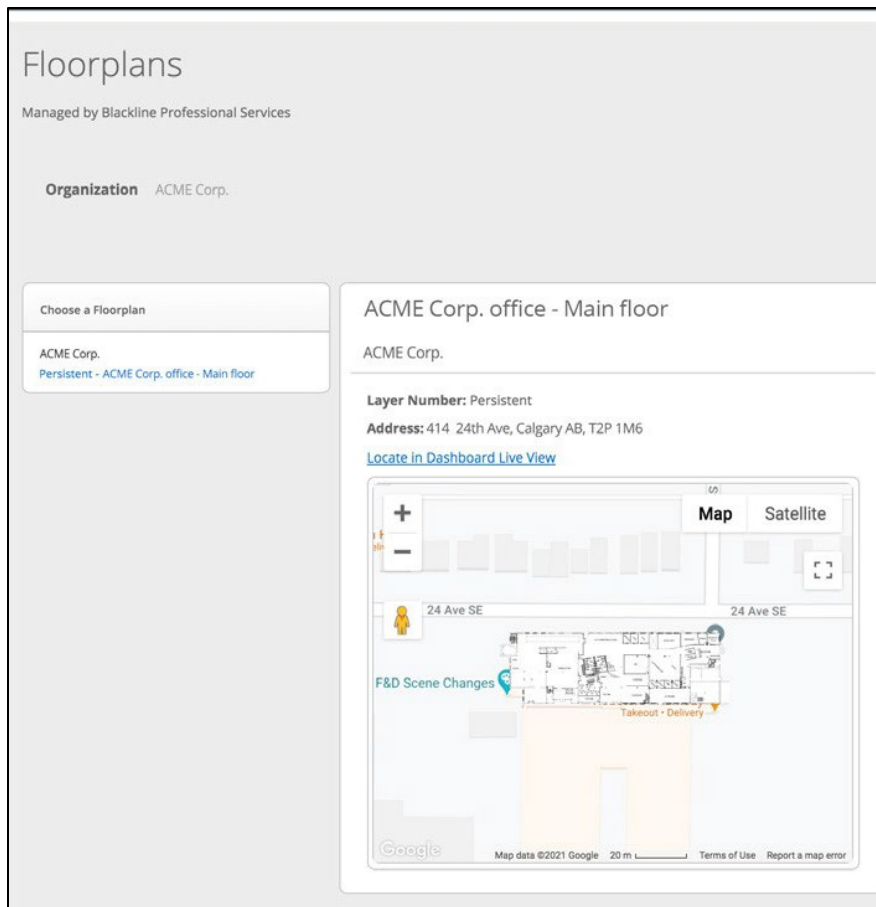 Floorplans
Managed by Blackline Professional Services
Organization ACME Corp.
Choose a Floorplan
ACME Corp.
Persistent - ACME Corp. office - Main floor
ACME Corp. office - Main floor
ACME Corp.
Layer Number: Persistent
Address: 414 24th Ave, Calgary AB, T2P 1M6
Locate in Dashboard Live View
S
+
Map Satellite
−
24 Ave SE
24 Ave SE
F&D Scene Changes
Takeout • Delivery
Google
Map data ©2021 Google 20 m Terms of Use Report a map error